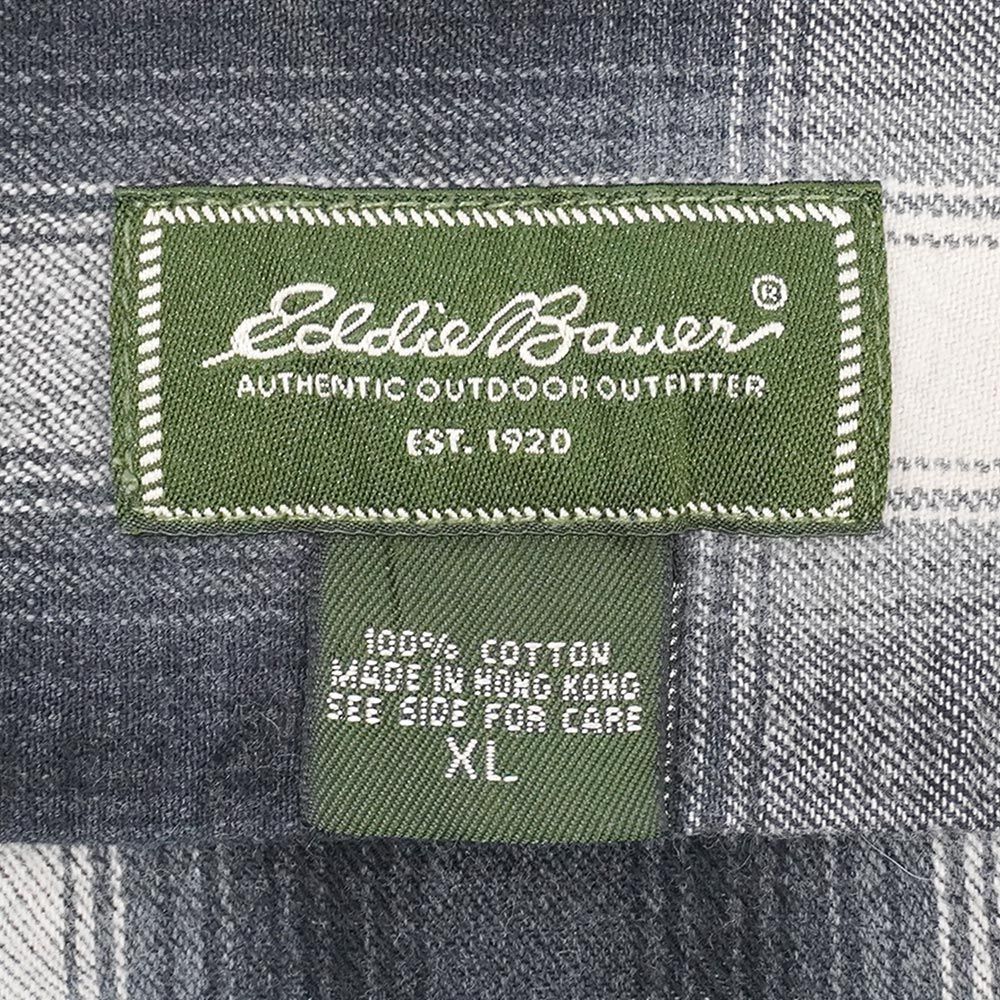 Eddie Bauer®
AUTHENTIC OUTDOOR OUTFITTER
EST. 1920
100% COTTON
MADE IN HONG KONG
SEE SIDE FOR CARE
XL